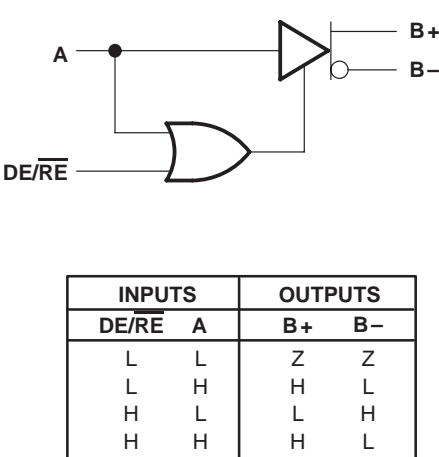 A
B+
B–
DE/RE
INPUTS OUTPUTS
DE/RE A B+ B–
L L Z Z
L H H L
H L L H
H H H L